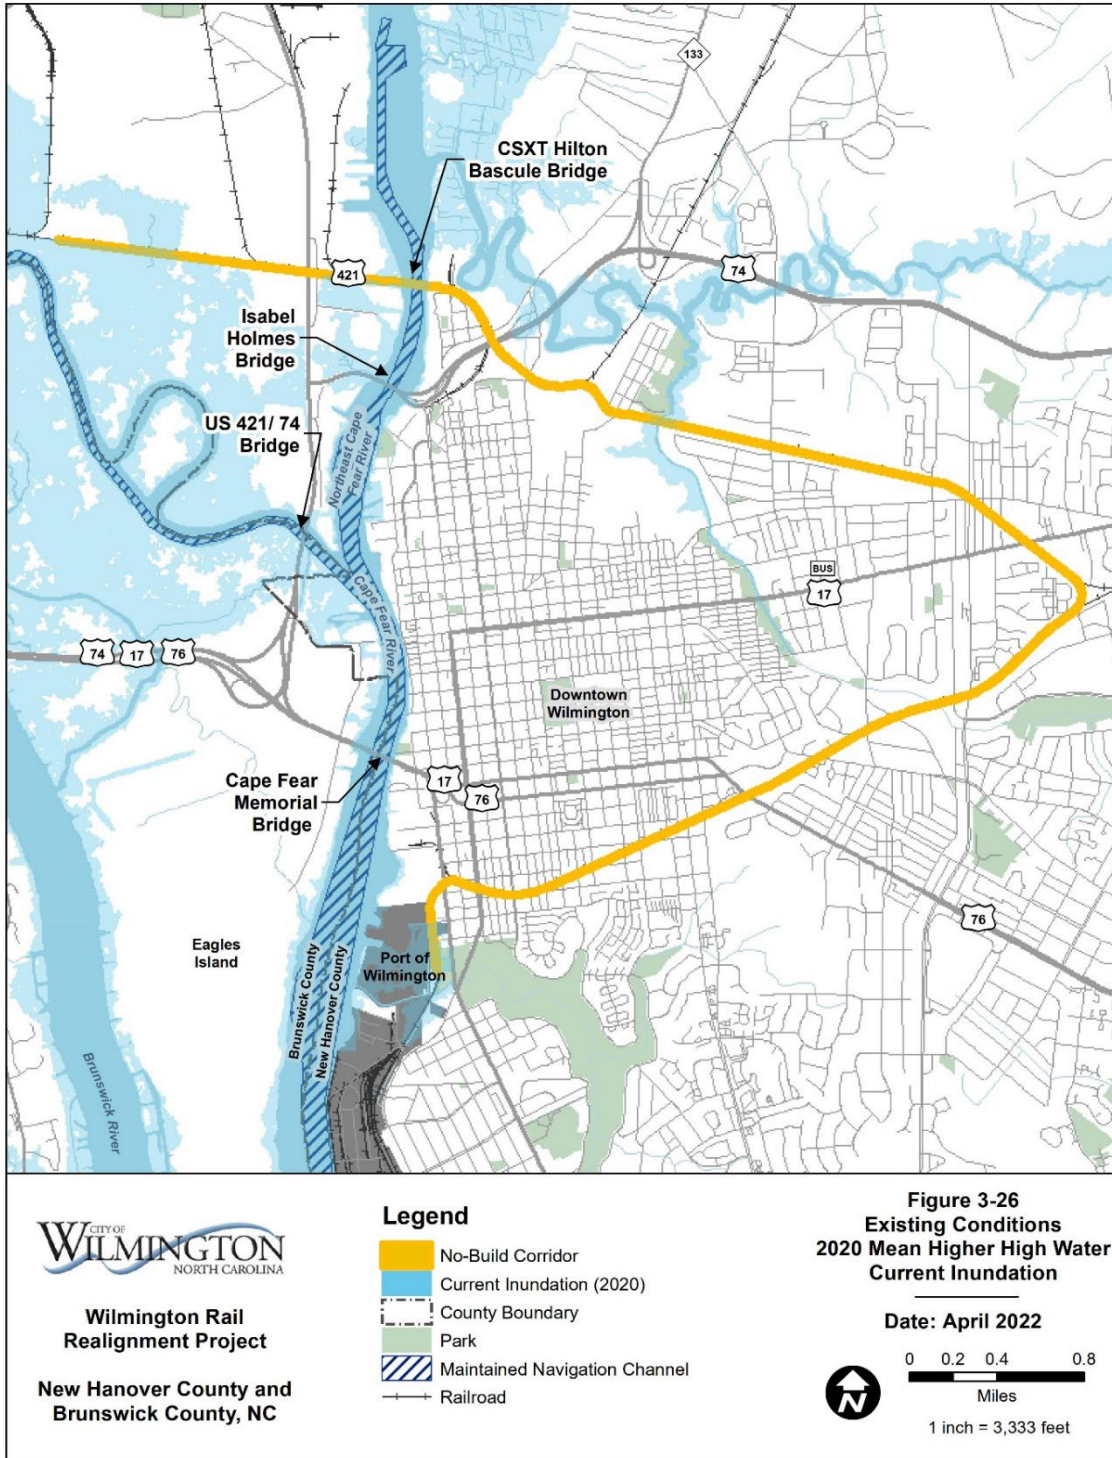 133
CSXT Hilton
Bascule Bridge
421
74
Isabel
Holmes
Bridge
US 421/ 74
Bridge
Northeast Cape
Fear River
BUS
17
Cape Fear River
74
17
76
Downtown
Wilmington
Cape Fear
Memorial
Bridge
17
76
76
Eagles
Island
Port of
Wilmington
Brunswick County
New Hanover County
Brunswick River
CITY OF
WILMINGTON
NORTH CAROLINA
Wilmington Rail
Realignment Project
New Hanover County and
Brunswick County, NC
Legend
No-Build Corridor
Current Inundation (2020)
County Boundary
Park
Maintained Navigation Channel
Railroad
Figure 3-26
Existing Conditions
2020 Mean Higher High Water
Current Inundation
Date: April 2022
N
0 0.2 0.4 0.8
Miles
1 inch = 3,333 feet